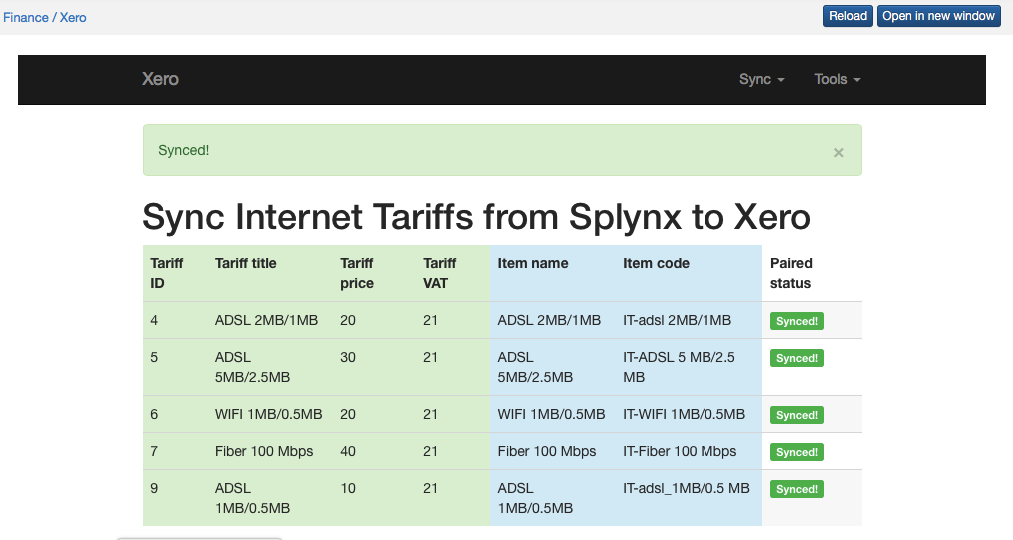 Finance / Xero
Reload
Open in new window
Xero
Sync
Tools
Synced!
×
Sync Internet Tariffs from Splynx to Xero
Tariff ID Tariff title Tariff price Tariff VAT Item name Item code Paired status
4 ADSL 2MB/1MB 20 21 ADSL 2MB/1MB IT-adsl 2MB/1MB Synced!
5 ADSL 5MB/2.5MB 30 21 ADSL 5MB/2.5MB IT-ADSL 5 MB/2.5 MB Synced!
6 WIFI 1MB/0.5MB 20 21 WIFI 1MB/0.5MB IT-WIFI 1MB/0.5MB Synced!
7 Fiber 100 Mbps 40 21 Fiber 100 Mbps IT-Fiber 100 Mbps Synced!
9 ADSL 1MB/0.5MB 10 21 ADSL 1MB/0.5MB IT-adsl_1MB/0.5 MB Synced!